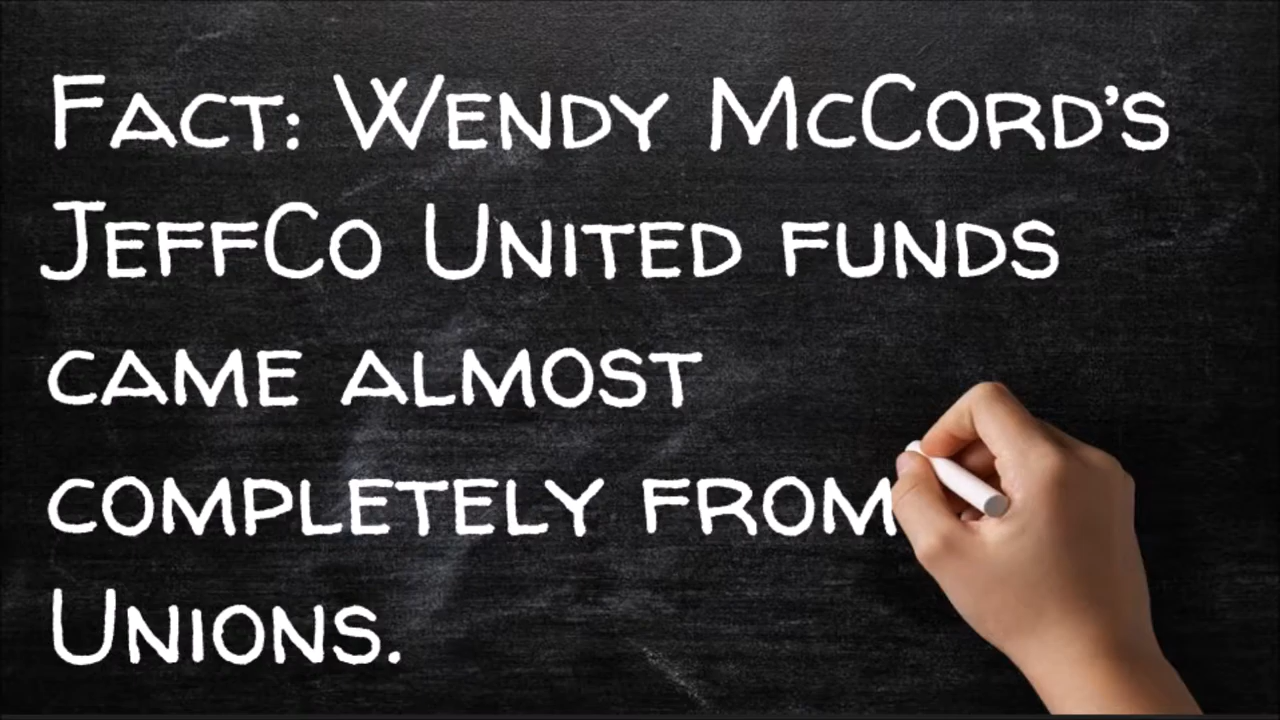 Fact: Wendy McCord's
JeffCo United funds
came almost
completely from
Unions.